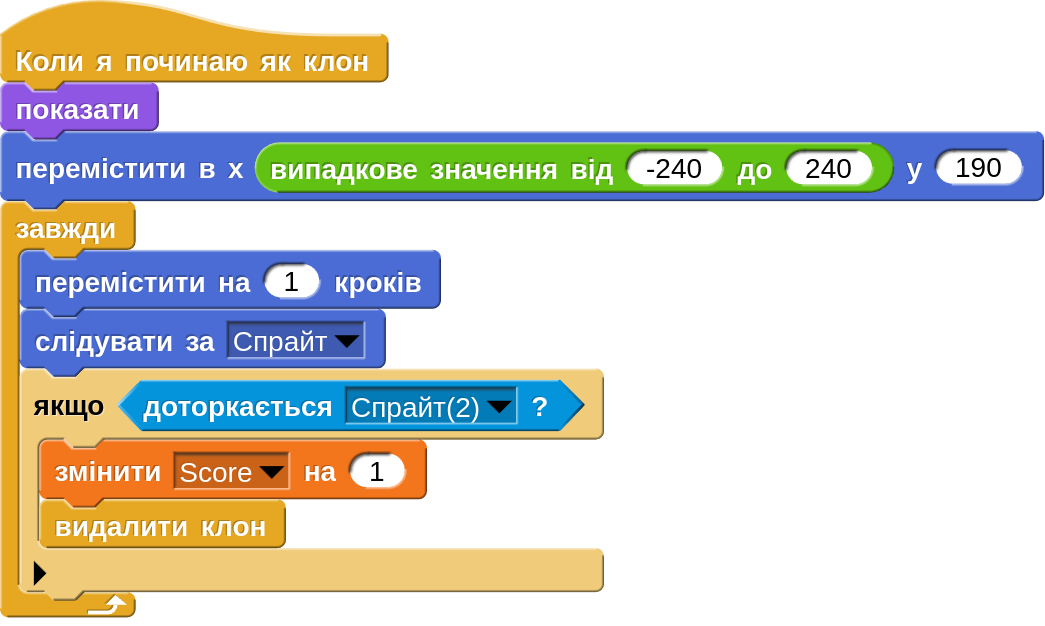 Коли я починаю як клон
показати
перемістити в x випадкове значення від -240 до 240 y 190
завжди
перемістити на 1 кроків
слідувати за Спрайт
якщо доторкається Спрайт(2) ?
змінити Score на 1
видалити клон